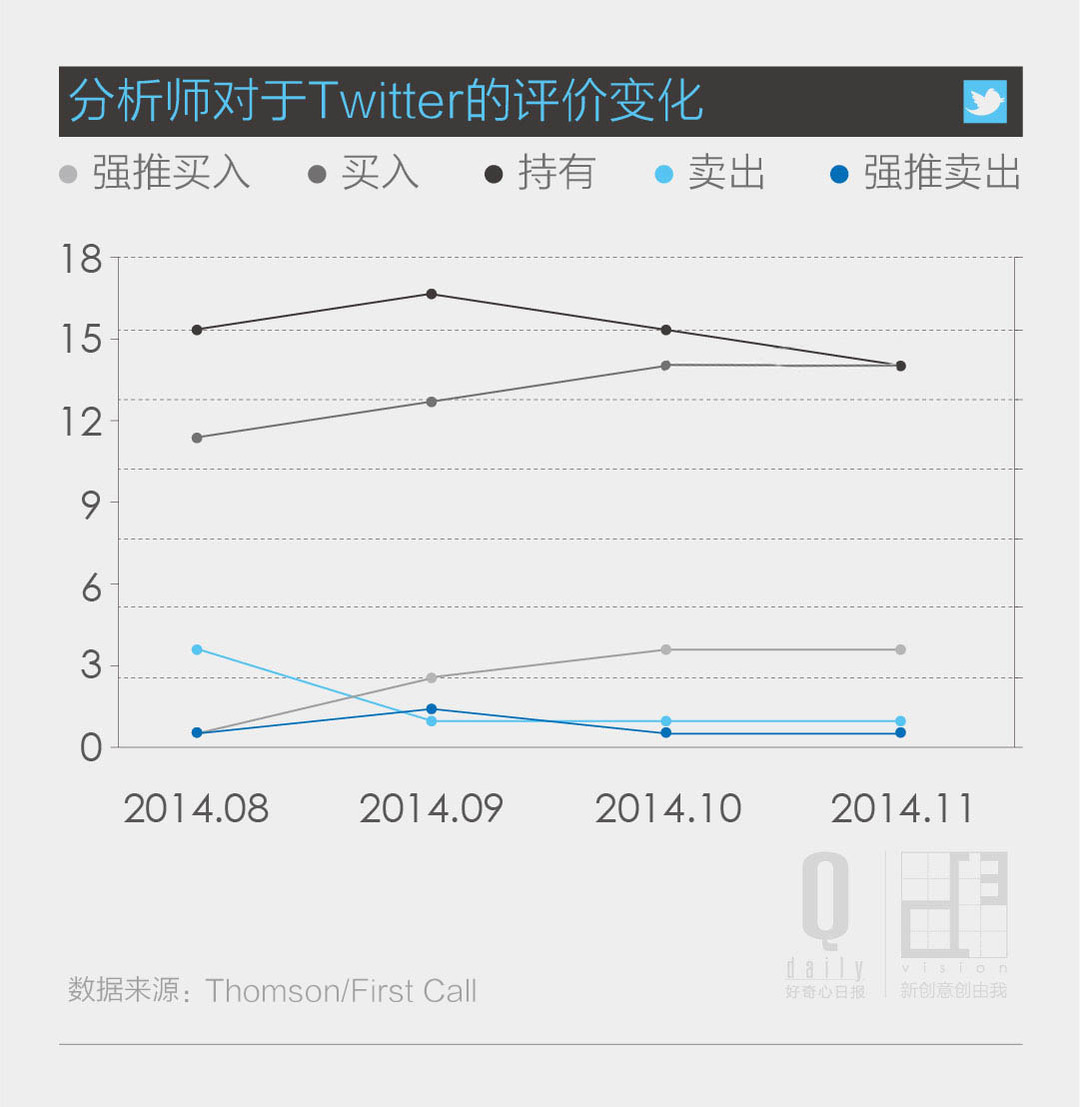 分析师对于Twitter的评价变化
强推买入 买入 持有 卖出 强推卖出
18
15
12
9
6
3
0
2014.08 2014.09 2014.10 2014.11
Q
daily
好奇心日报
vision
新创意创由我
数据来源：Thomson/First Call